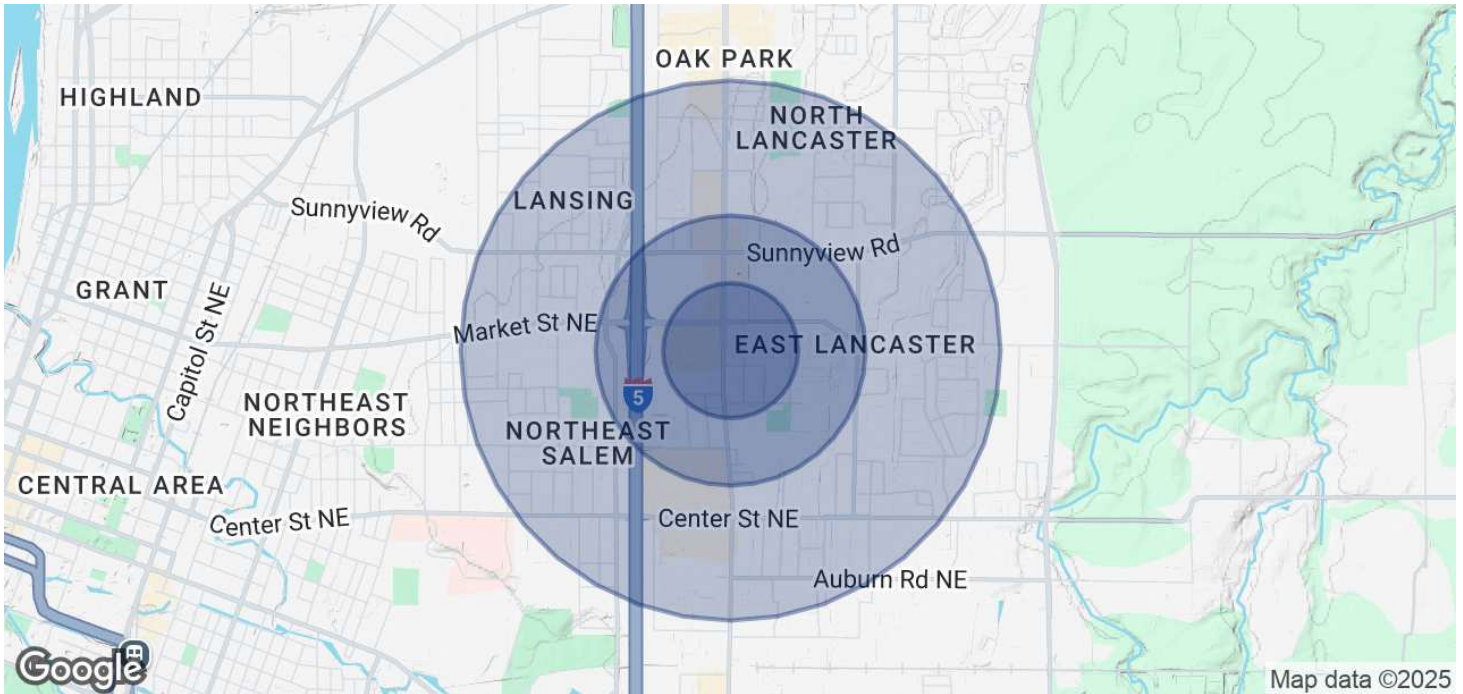 OAK PARK
HIGHLAND
NORTH
LANCASTER
LANSING
Sunnyview Rd
Sunnyview Rd
GRANT
Capitol St NE
Market St NE
EAST LANCASTER
5
NORTHEAST
NEIGHBORS
NORTHEAST
SALEM
CENTRAL AREA
Center St NE
Center St NE
Auburn Rd NE
Google
Map data ©2025